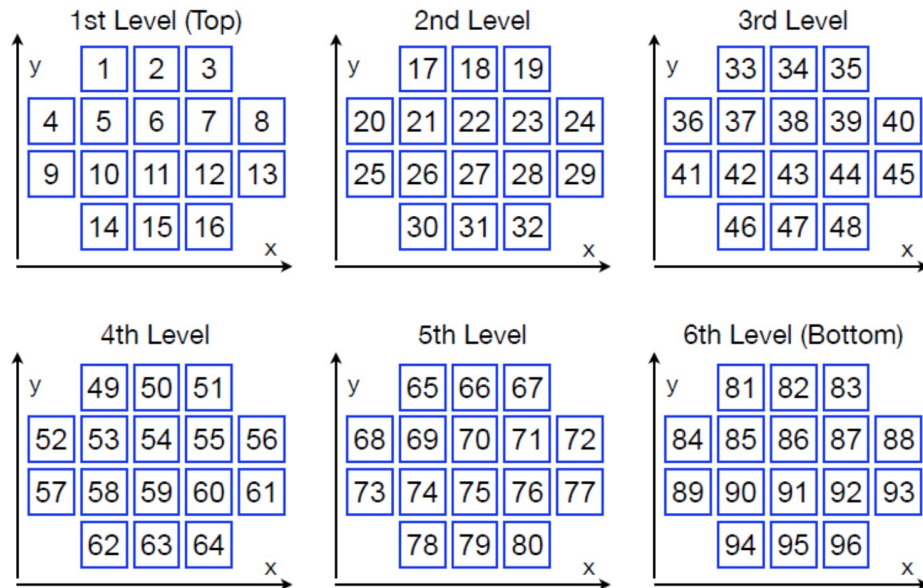 1st Level (Top) 2nd Level 3rd Level
y 1 2 3 y 17 18 19 y 33 34 35
4 5 6 7 8 20 21 22 23 24 36 37 38 39 40
9 10 11 12 13 25 26 27 28 29 41 42 43 44 45
14 15 16 30 31 32 46 47 48
x x x
4th Level 5th Level 6th Level (Bottom)
y 49 50 51 y 65 66 67 y 81 82 83
52 53 54 55 56 68 69 70 71 72 84 85 86 87 88
57 58 59 60 61 73 74 75 76 77 89 90 91 92 93
62 63 64 78 79 80 94 95 96
x x x